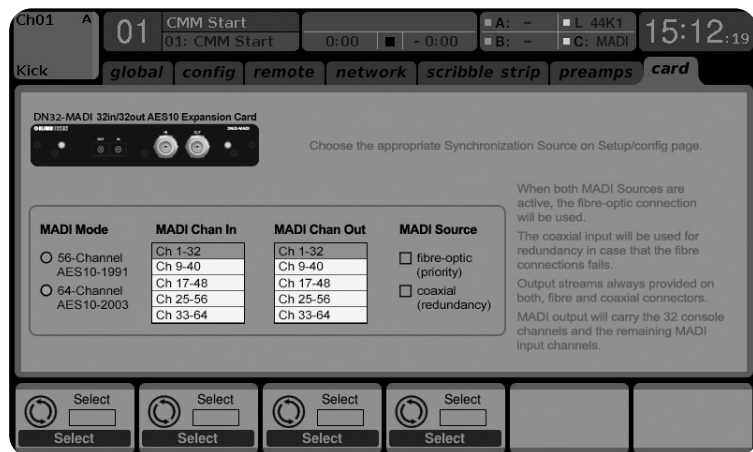 Ch01 A
Kick
01
CMM Start
01: CMM Start
0:00 - 0:00
A: -
B: -
L 44K1
C: MADI
15:12:19
global config remote network scribble strip preamps card
DN32-MADI 32in/32out AES10 Expansion Card
Choose the appropriate Synchronization Source on Setup/config page.
MADI Mode
56-Channel
AES10-1991
64-Channel
AES10-2003
MADI Chan In
Ch 1-32
Ch 9-40
Ch 17-48
Ch 25-56
Ch 33-64
MADI Chan Out
Ch 1-32
Ch 9-40
Ch 17-48
Ch 25-56
Ch 33-64
MADI Source
fibre-optic
(priority)
coaxial
(redundancy)
When both MADI Sources are
active, the fibre-optic connection
will be used.
The coaxial input will be used for
redundancy in case that the fibre
connections falls.
Output streams always provided on
both, fibre and coaxial connectors.
MADI output will carry the 32 console
channels and the remaining MADI
input channels.
Select Select Select Select
Select Select Select Select